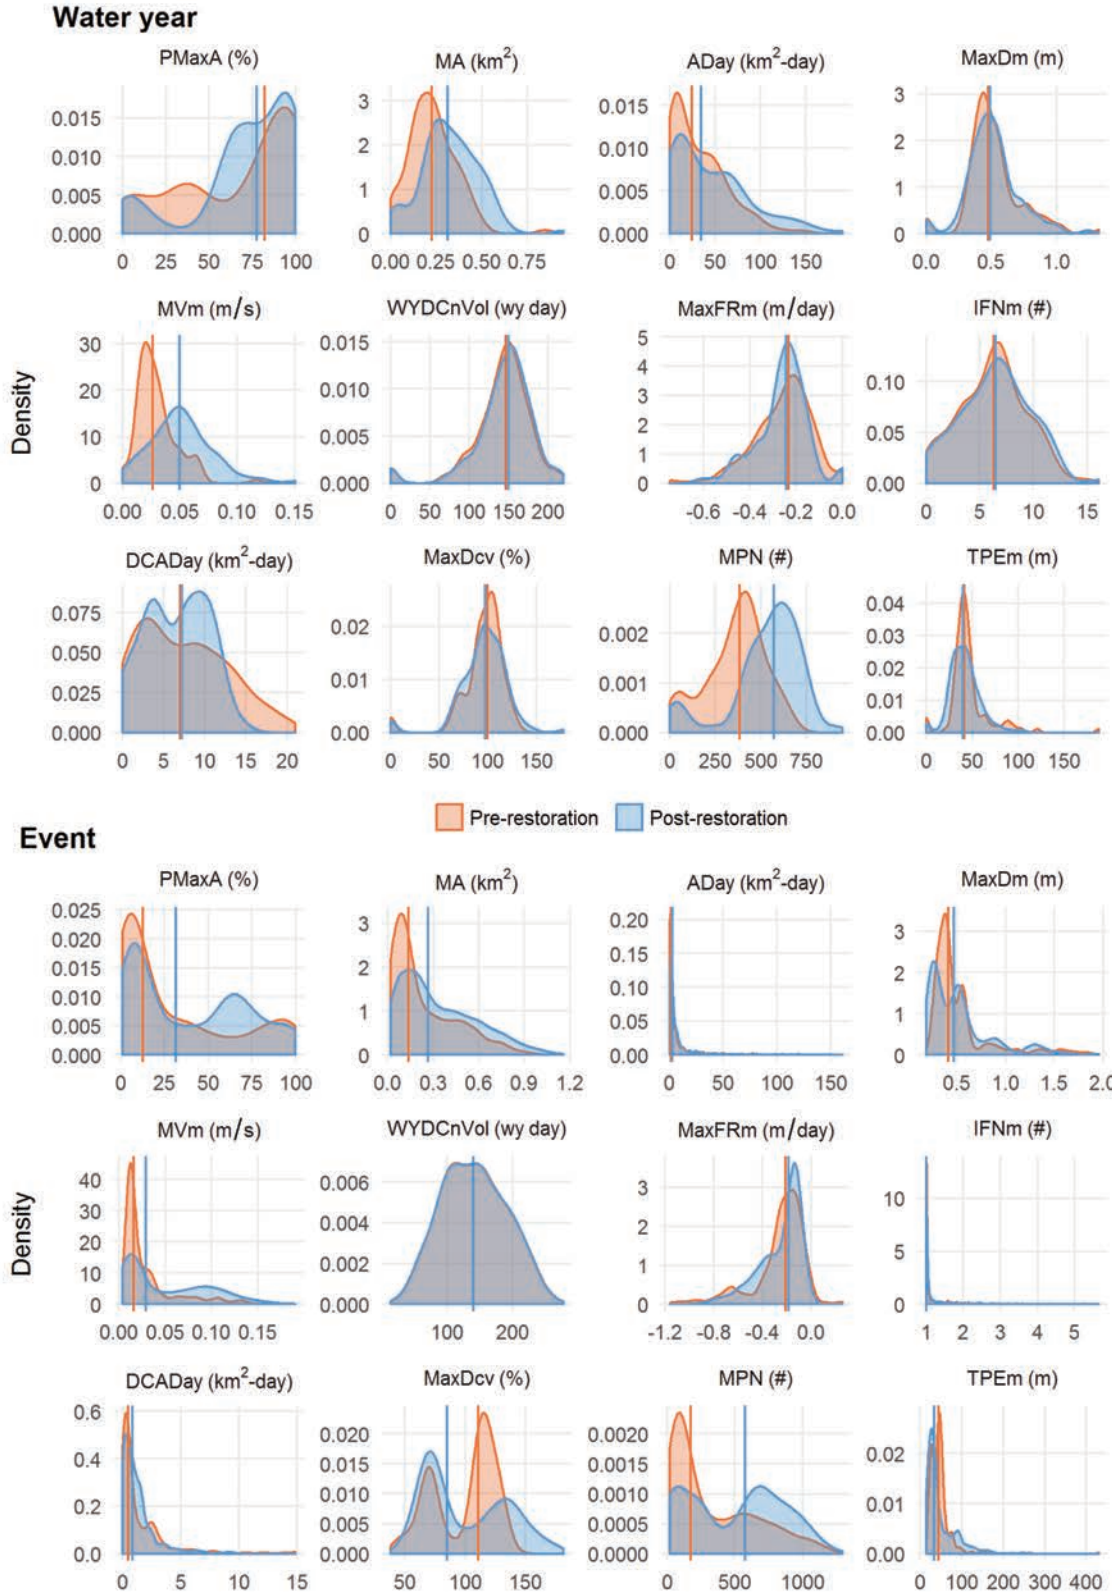 Water year
PMaxA (%)
MA (km²)
ADay (km²-day)
MaxDm (m)
0.015
0.010
0.005
0.000
0 25 50 75 100
3
2
1
0
0.00 0.25 0.50 0.75
0.015
0.010
0.005
0.000
0 50 100 150
3
2
1
0
0.0 0.5 1.0
MVm (m/s)
WYDCnVol (wy day)
MaxFRm (m/day)
IFNm (#)
30
20
10
0
0.00 0.05 0.10 0.15
0.015
0.010
0.005
0.000
0 50 100 150 200
5
4
3
2
1
0
-0.6 -0.4 -0.2 0.0
0.10
0.05
0.00
0 5 10 15
Density
DCADay (km²-day)
MaxDcv (%)
MPN (#)
TPEm (m)
0.075
0.050
0.025
0.000
0 5 10 15 20
0.02
0.01
0.00
0 50 100 150
0.002
0.001
0.000
0 250 500 750
0.04
0.03
0.02
0.01
0.00
0 50 100 150
Pre-restoration Post-restoration
Event
PMaxA (%)
MA (km²)
ADay (km²-day)
MaxDm (m)
0.025
0.020
0.015
0.010
0.005
0.000
0 25 50 75 100
3
2
1
0
0.0 0.3 0.6 0.9 1.2
0.20
0.15
0.10
0.05
0.00
0 50 100 150
3
2
1
0
0.5 1.0 1.5 2.0
MVm (m/s)
WYDCnVol (wy day)
MaxFRm (m/day)
IFNm (#)
40
30
20
10
0
0.00 0.05 0.10 0.15
0.006
0.004
0.002
0.000
100 200
3
2
1
0
-1.2 -0.8 -0.4 0.0
10
5
0
1 2 3 4 5
Density
DCADay (km²-day)
MaxDcv (%)
MPN (#)
TPEm (m)
0.6
0.4
0.2
0.0
0 5 10 15
0.020
0.015
0.010
0.005
0.000
50 100 150
0.0020
0.0015
0.0010
0.0005
0.0000
0 500 1000
0.02
0.01
0.00
0 100 200 300 400